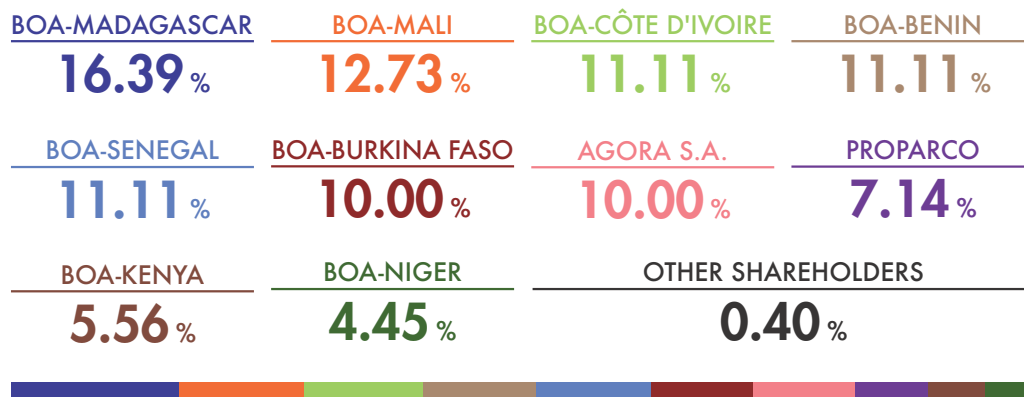 BOA-MADAGASCAR
16.39 %
BOA-MALI
12.73 %
BOA-CÔTE D'IVOIRE
11.11 %
BOA-BENIN
11.11 %
BOA-SENEGAL
11.11 %
BOA-BURKINA FASO
10.00 %
AGORA S.A.
10.00 %
PROPARCO
7.14 %
BOA-KENYA
5.56 %
BOA-NIGER
4.45 %
OTHER SHAREHOLDERS
0.40 %